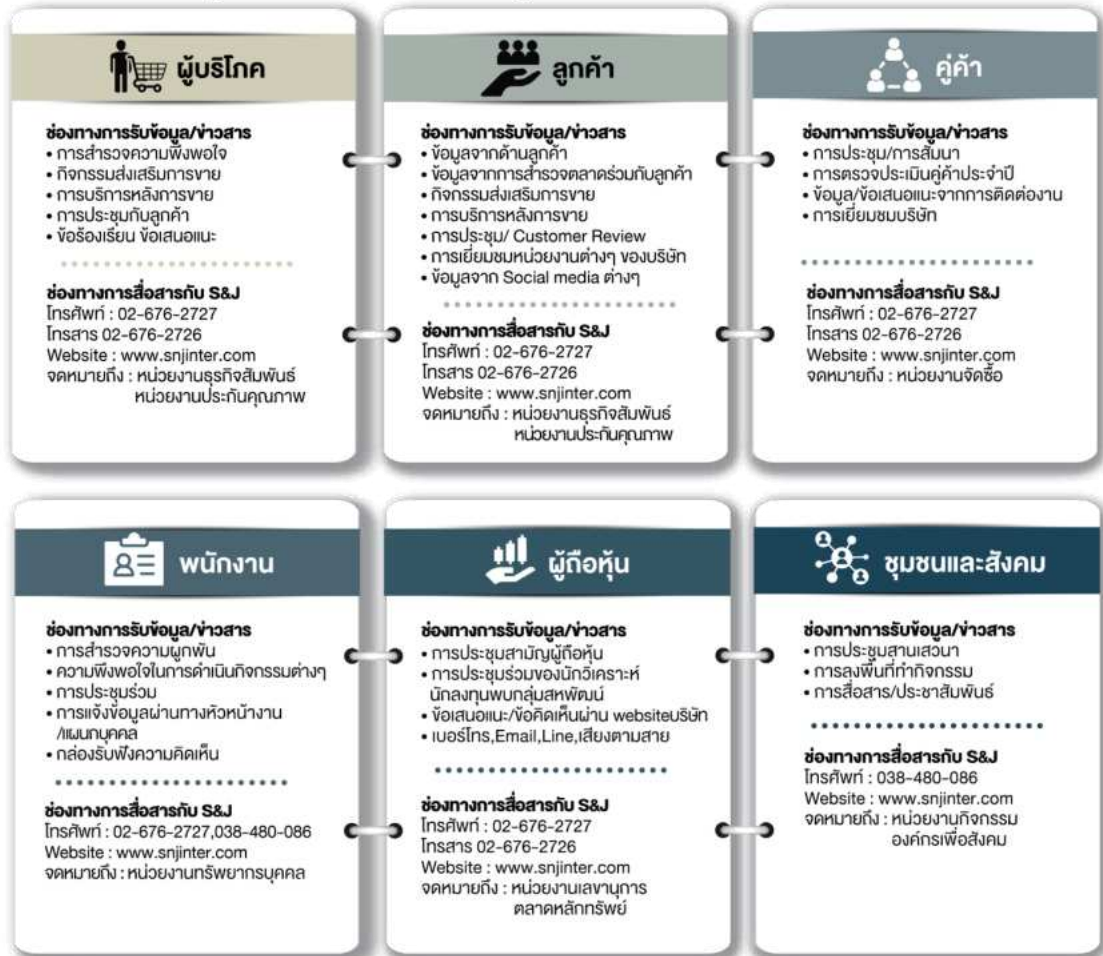 ผู้บริโภค
ช่องทางการรับข้อมูล/ข่าวสาร
• การสำรวจความพึงพอใจ
• กิจกรรมส่งเสริมการขาย
• การบริการหลังการขาย
• การประชุมกับลูกค้า
• ข้อร้องเรียน ข้อเสนอแนะ
ช่องทางการสื่อสารกับ S&J
โทรศัพท์ : 02-676-2727
โทรสาร 02-676-2726
Website : www.snjinter.com
จดหมายถึง : หน่วยงานธุรกิจสัมพันธ์
หน่วยงานประกันคุณภาพ
ลูกค้า
ช่องทางการรับข้อมูล/ข่าวสาร
• ข้อมูลจากด้านลูกค้า
• ข้อมูลจากการสำรวจตลาดร่วมกับลูกค้า
• กิจกรรมส่งเสริมการขาย
• การบริการหลังการขาย
• การประชุม/ Customer Review
• การเยี่ยมชมหน่วยงานต่างๆ ของบริษัท
• ข้อมูลจาก Social media ต่างๆ
ช่องทางการสื่อสารกับ S&J
โทรศัพท์ : 02-676-2727
โทรสาร 02-676-2726
Website : www.snjinter.com
จดหมายถึง : หน่วยงานธุรกิจสัมพันธ์
หน่วยงานประกันคุณภาพ
คู่ค้า
ช่องทางการรับข้อมูล/ข่าวสาร
• การประชุม/การสัมนา
• การตรวจประเมินคู่ค้าประจำปี
• ข้อมูล/ข้อเสนอแนะจากการติดต่องาน
• การเยี่ยมชมบริษัท
ช่องทางการสื่อสารกับ S&J
โทรศัพท์ : 02-676-2727
โทรสาร 02-676-2726
Website : www.snjinter.com
จดหมายถึง : หน่วยงานจัดซื้อ
พนักงาน
ช่องทางการรับข้อมูล/ข่าวสาร
• การสำรวจความผูกพัน
• ความพึงพอใจในการดำเนินกิจกรรมต่างๆ
• การประชุมร่วม
• การแจ้งข้อมูลผ่านทางหัวหน้างาน
/แผนกบุคคล
• กล่องรับฟังความคิดเห็น
ช่องทางการสื่อสารกับ S&J
โทรศัพท์ : 02-676-2727,038-480-086
Website : www.snjinter.com
จดหมายถึง : หน่วยงานทรัพยากรบุคคล
ผู้ถือหุ้น
ช่องทางการรับข้อมูล/ข่าวสาร
• การประชุมสามัญผู้ถือหุ้น
• การประชุมร่วมของนักวิเคราะห์
นักลงทุนพบกลุ่มสหพัฒน์
• ข้อเสนอแนะ/ข้อคิดเห็นผ่าน websiteบริษัท
• เบอร์โทร,Email,Line,เสียงตามสาย
ช่องทางการสื่อสารกับ S&J
โทรศัพท์ : 02-676-2727
โทรสาร 02-676-2726
Website : www.snjinter.com
จดหมายถึง : หน่วยงานเลขานุการ
ตลาดหลักทรัพย์
ชุมชนและสังคม
ช่องทางการรับข้อมูล/ข่าวสาร
• การประชุมสานเสวนา
• การลงพื้นที่ทำกิจกรรม
• การสื่อสาร/ประชาสัมพันธ์
ช่องทางการสื่อสารกับ S&J
โทรศัพท์ : 038-480-086
Website : www.snjinter.com
จดหมายถึง : หน่วยงานกิจกรรม
องค์กรเพื่อสังคม